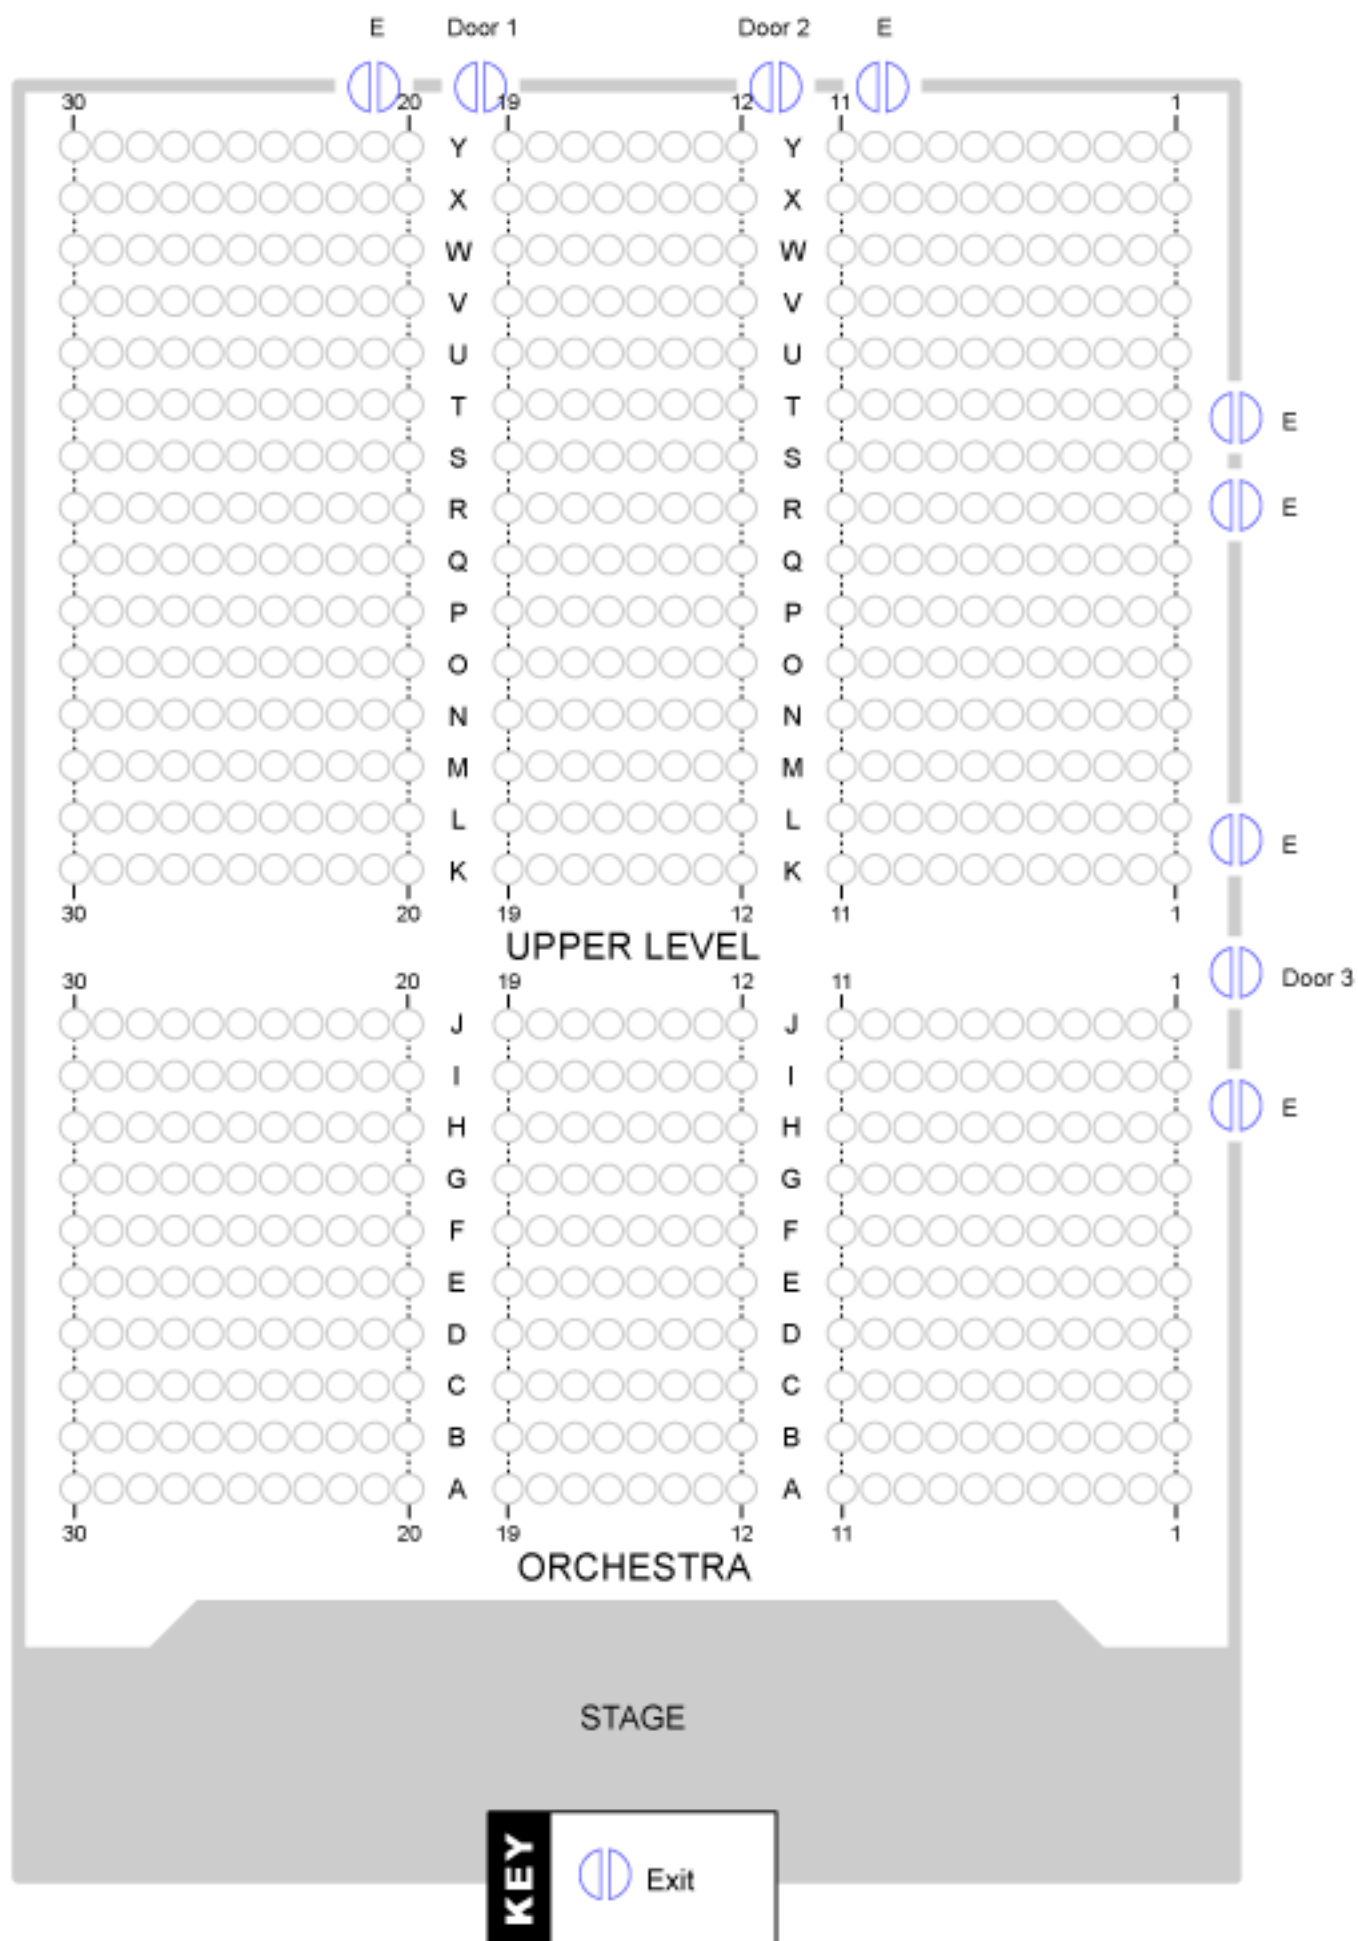 E Door 1 Door 2 E
30 20 19 12 11 1
Y Y
X X
W W
V V
U U
T T
E
S S
R R
E
Q Q
P P
O O
N N
M M
L L
E
K K
30 20 19 12 11 1
UPPER LEVEL
30 20 19 12 11 1
Door 3
J J
I I
H H
E
G G
F F
E E
D D
C C
B B
A A
30 20 19 12 11 1
ORCHESTRA
STAGE
KEY
Exit